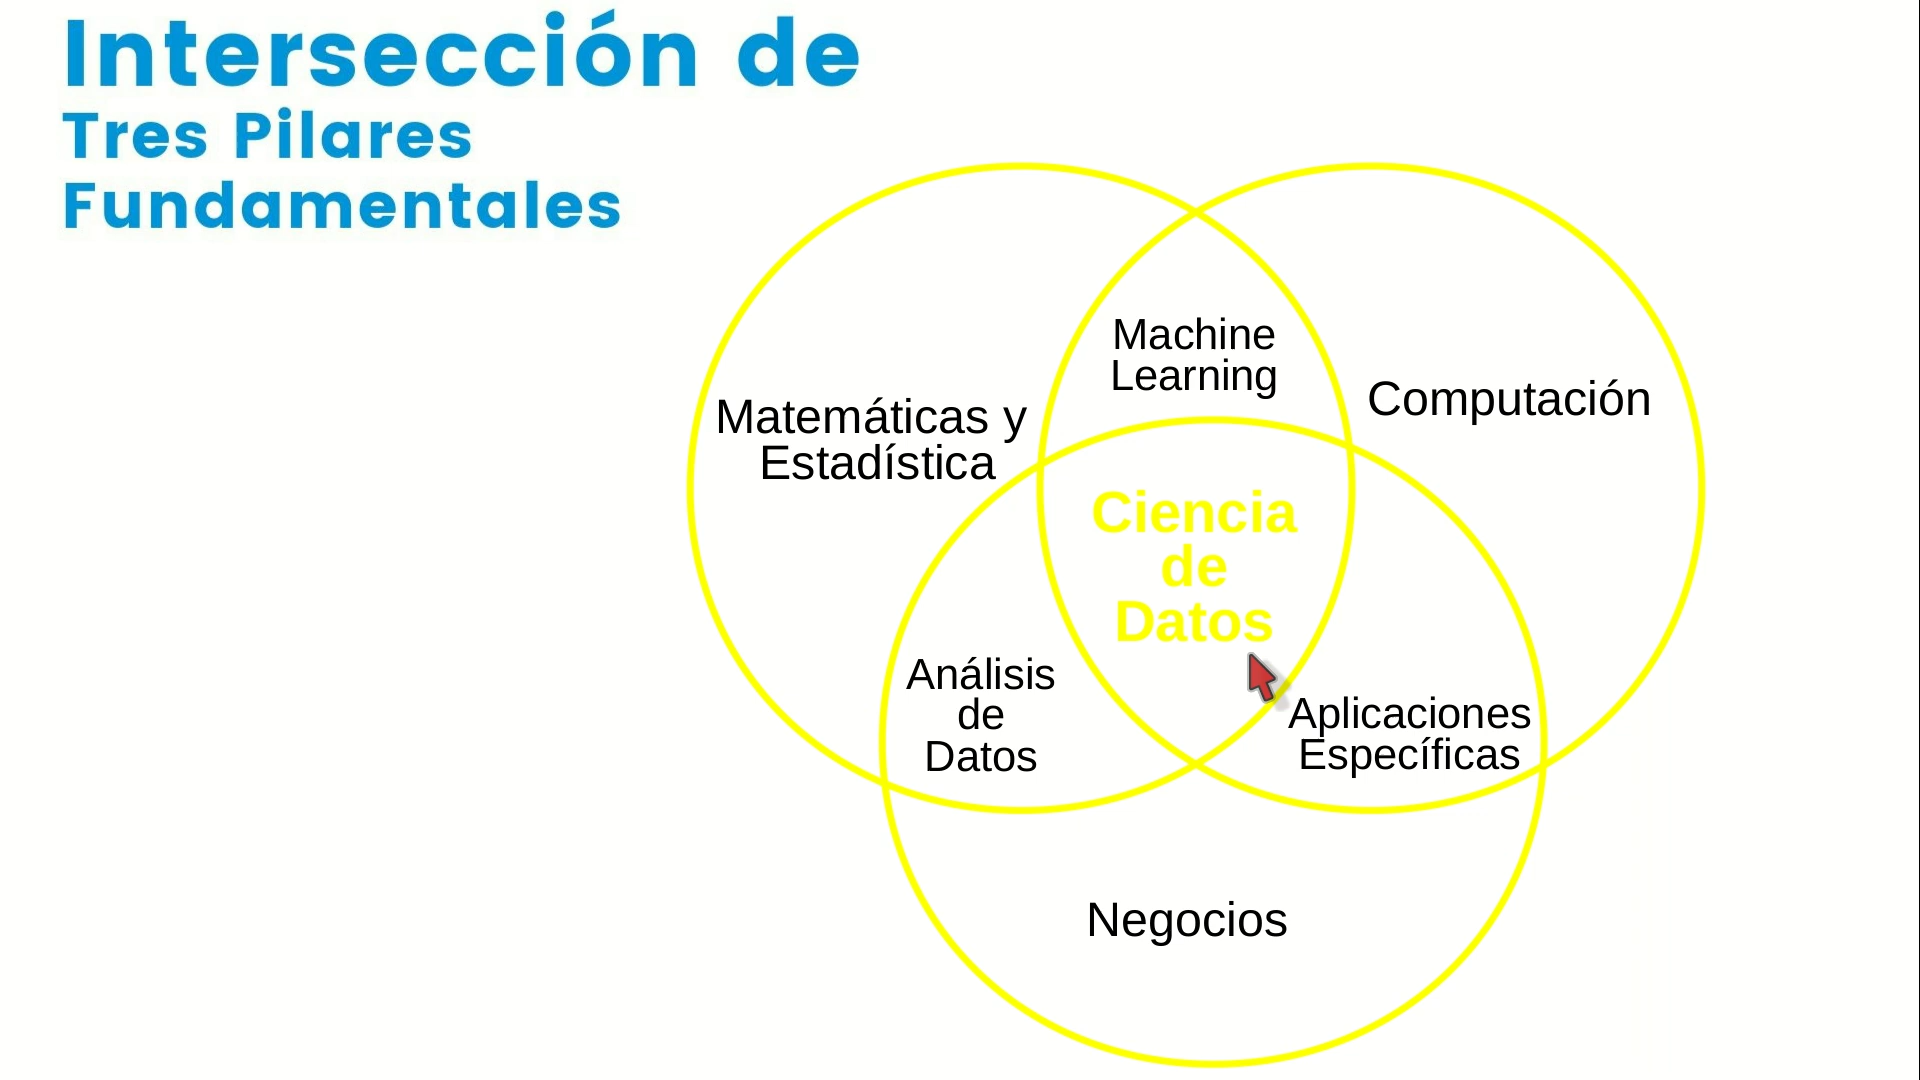 Intersección de
Tres Pilares
Fundamentales
Machine
Learning
Computación
Matemáticas y
Estadística
Ciencia
de
Datos
Análisis
de
Datos
Aplicaciones
Específicas
Negocios